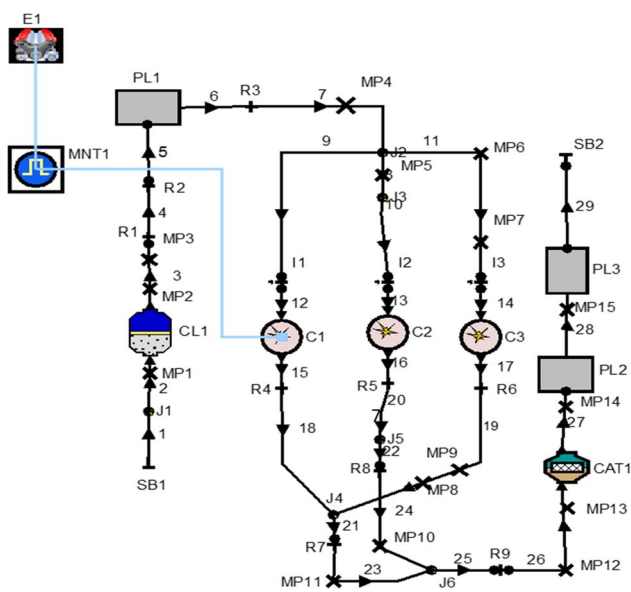 E1
PL1
6
R3
7
MP4
MNT1
5
9
J2
11
MP6
SB2
MP5
8
R2
J3
10
4
29
R1
MP3
MP7
3
I1
I2
I3
PL3
MP2
12
13
14
MP15
CL1
C1
C2
C3
28
MP1
15
16
17
PL2
2
R4
R5
R6
J1
20
MP14
7
27
1
18
J5
19
22
MP9
CAT1
SB1
R8
MP8
J4
24
MP13
21
R7
MP10
R9
25
26
MP12
MP11
23
J6